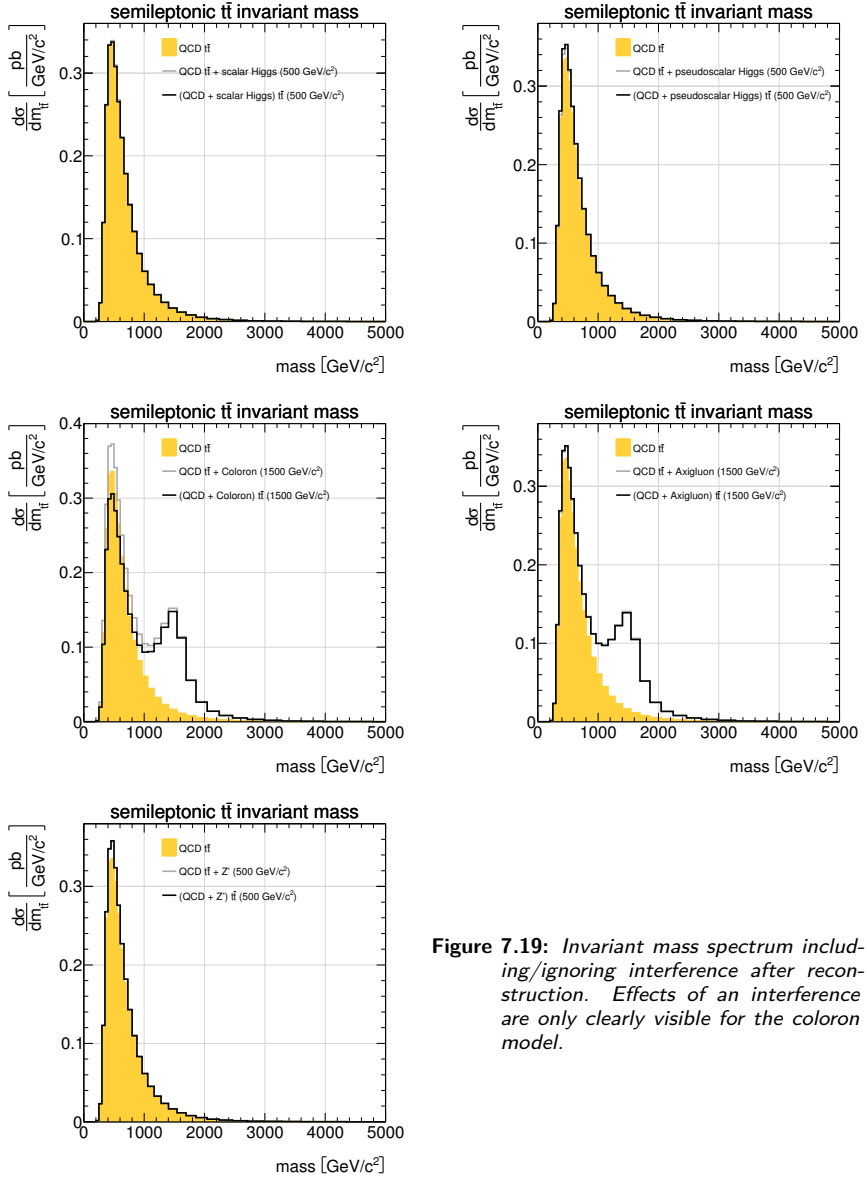 semileptonic tt̄ invariant mass
dσ/dm_tt̄ [pb/GeV/c²]
QCD tt̄
QCD tt̄ + scalar Higgs (500 GeV/c²)
(QCD + scalar Higgs) tt̄ (500 GeV/c²)
0.3
0.2
0.1
0
0 1000 2000 3000 4000 5000
mass [GeV/c²]
semileptonic tt̄ invariant mass
dσ/dm_tt̄ [pb/GeV/c²]
QCD tt̄
QCD tt̄ + pseudoscalar Higgs (500 GeV/c²)
(QCD + pseudoscalar Higgs) tt̄ (500 GeV/c²)
0.3
0.2
0.1
0
0 1000 2000 3000 4000 5000
mass [GeV/c²]
semileptonic tt̄ invariant mass
dσ/dm_tt̄ [pb/GeV/c²]
QCD tt̄
QCD tt̄ + Coloron (1500 GeV/c²)
(QCD + Coloron) tt̄ (1500 GeV/c²)
0.4
0.3
0.2
0.1
0
0 1000 2000 3000 4000 5000
mass [GeV/c²]
semileptonic tt̄ invariant mass
dσ/dm_tt̄ [pb/GeV/c²]
QCD tt̄
QCD tt̄ + Axigluon (1500 GeV/c²)
(QCD + Axigluon) tt̄ (1500 GeV/c²)
0.3
0.2
0.1
0
0 1000 2000 3000 4000 5000
mass [GeV/c²]
semileptonic tt̄ invariant mass
dσ/dm_tt̄ [pb/GeV/c²]
QCD tt̄
QCD tt̄ + Z' (500 GeV/c²)
(QCD + Z') tt̄ (500 GeV/c²)
0.3
0.2
0.1
0
0 1000 2000 3000 4000 5000
mass [GeV/c²]
Figure 7.19: Invariant mass spectrum includ-
ing/ignoring interference after recon-
struction. Effects of an interference
are only clearly visible for the coloron
model.